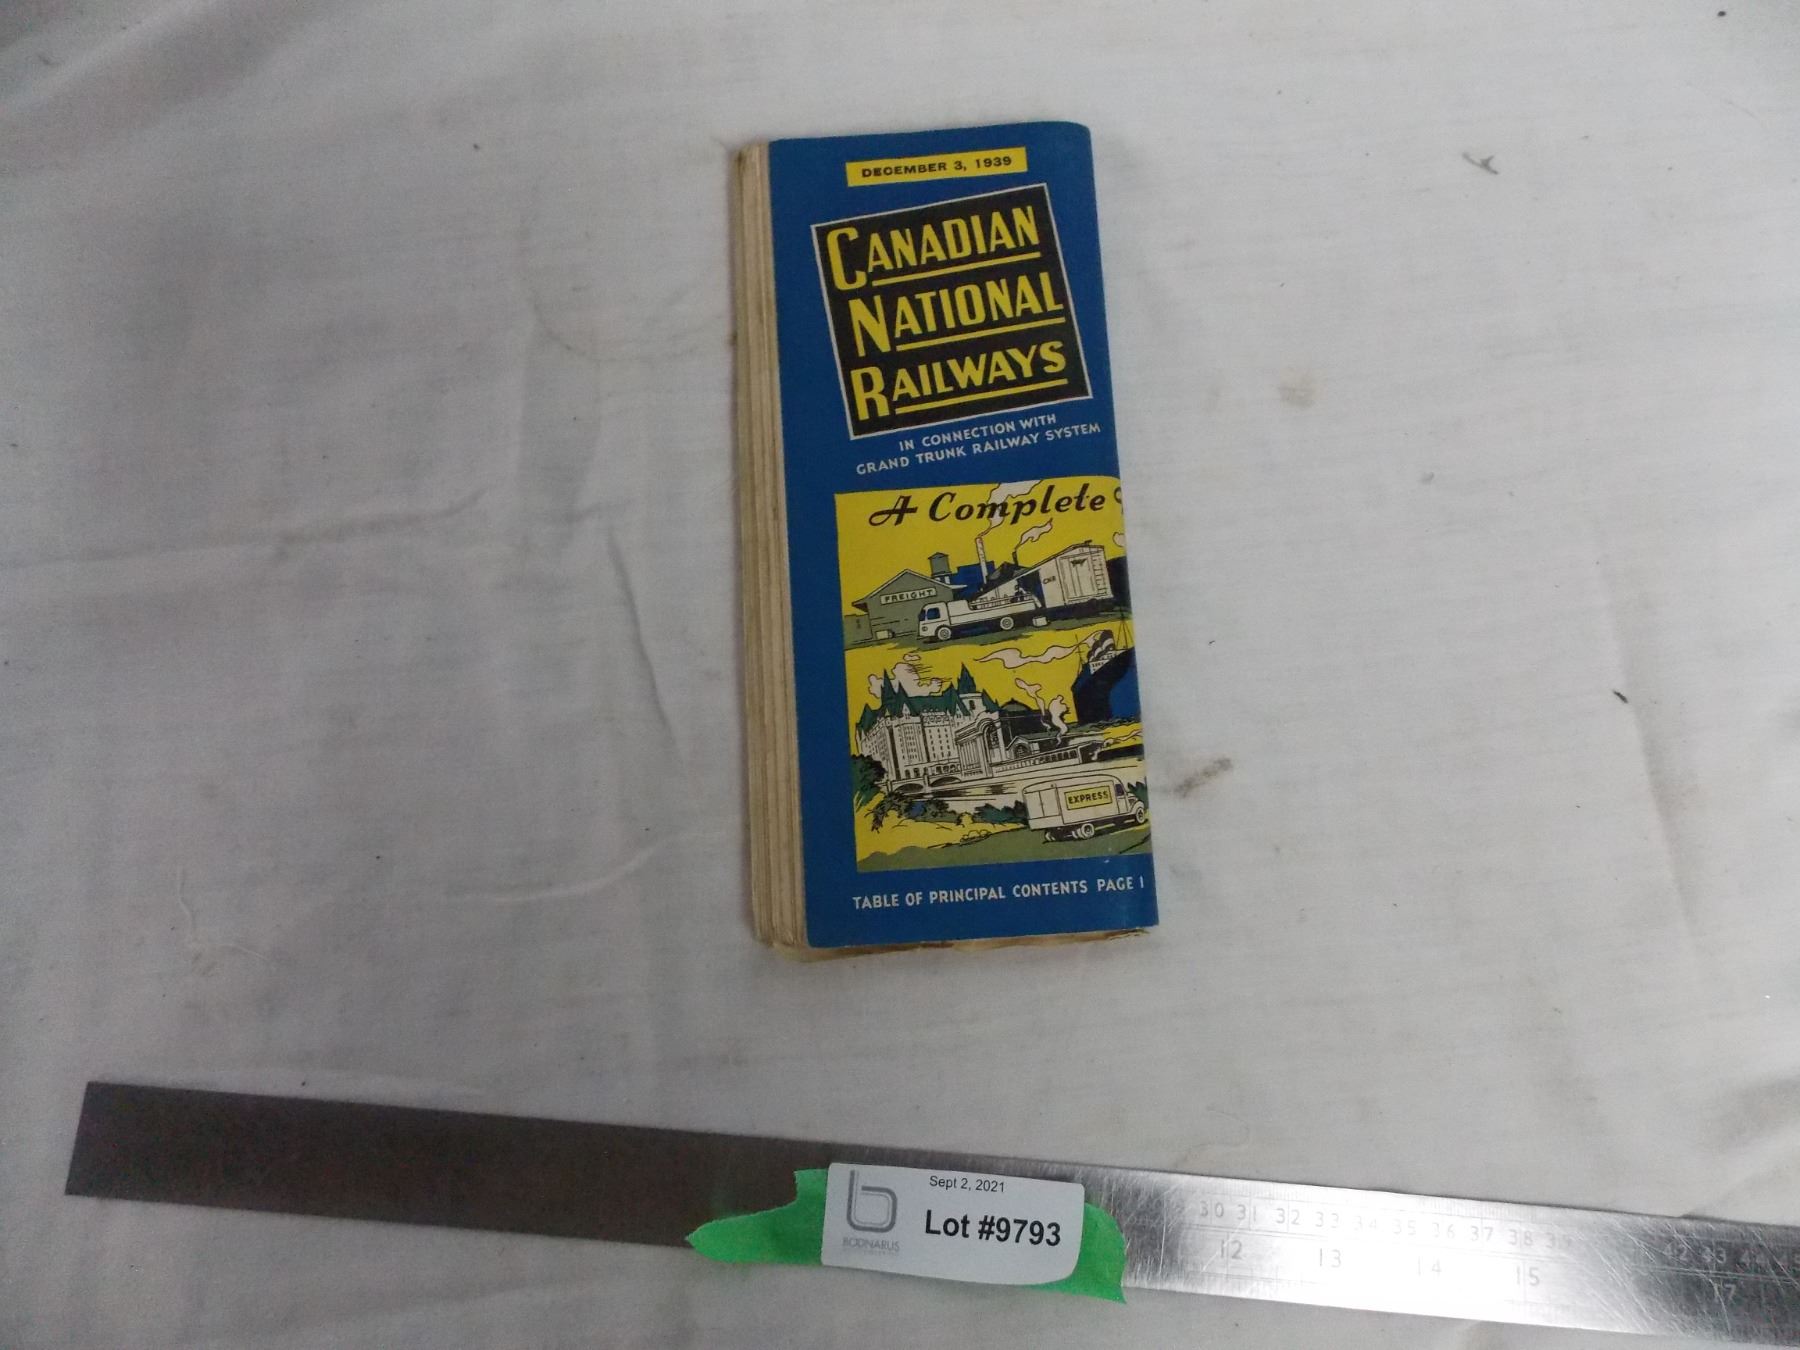 DECEMBER 3, 1939
CANADIAN
NATIONAL
RAILWAYS
IN CONNECTION WITH
GRAND TRUNK RAILWAY SYSTEM
A Complete
FREIGHT
CNR
EXPRESS
TABLE OF PRINCIPAL CONTENTS PAGE 1
Sept 2, 2021
Lot #9793
BODNARUS
30 31 32 33 34 35 36 37 38
12 13 14 15 17